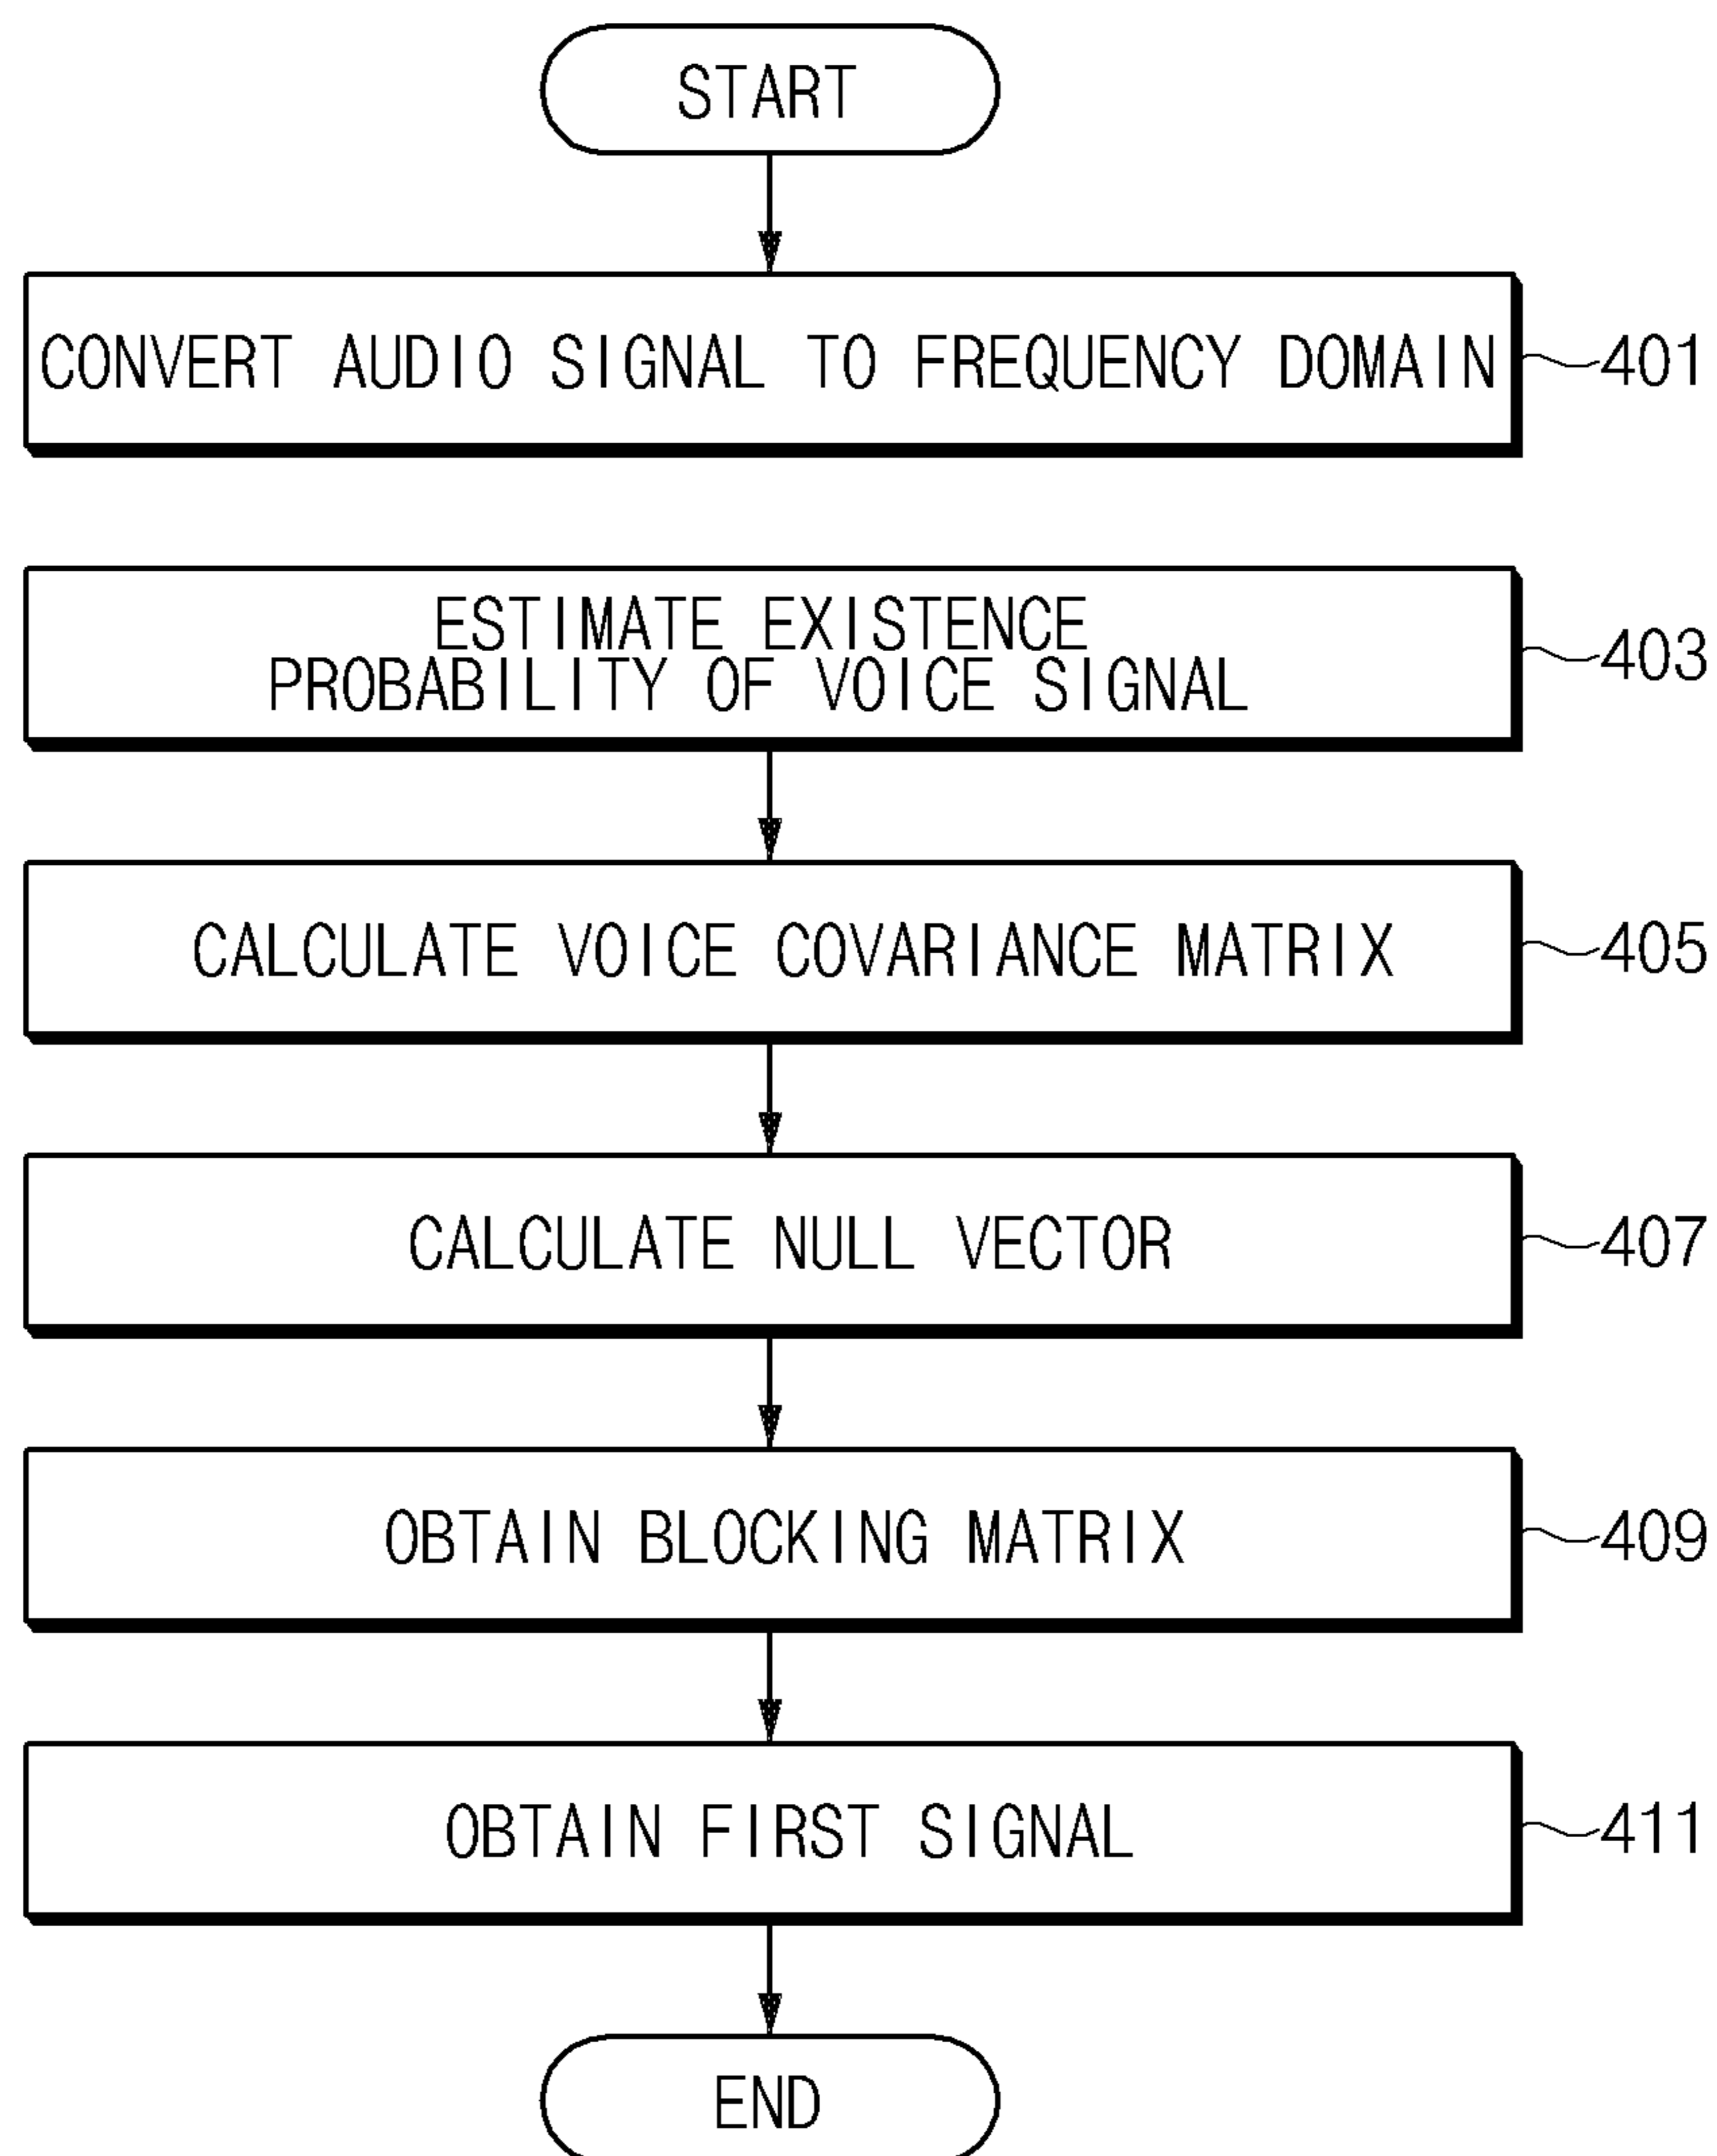 START
CONVERT AUDIO SIGNAL TO FREQUENCY DOMAIN
401
ESTIMATE EXISTENCE
PROBABILITY OF VOICE SIGNAL
403
CALCULATE VOICE COVARIANCE MATRIX
405
CALCULATE NULL VECTOR
407
OBTAIN BLOCKING MATRIX
409
OBTAIN FIRST SIGNAL
411
END